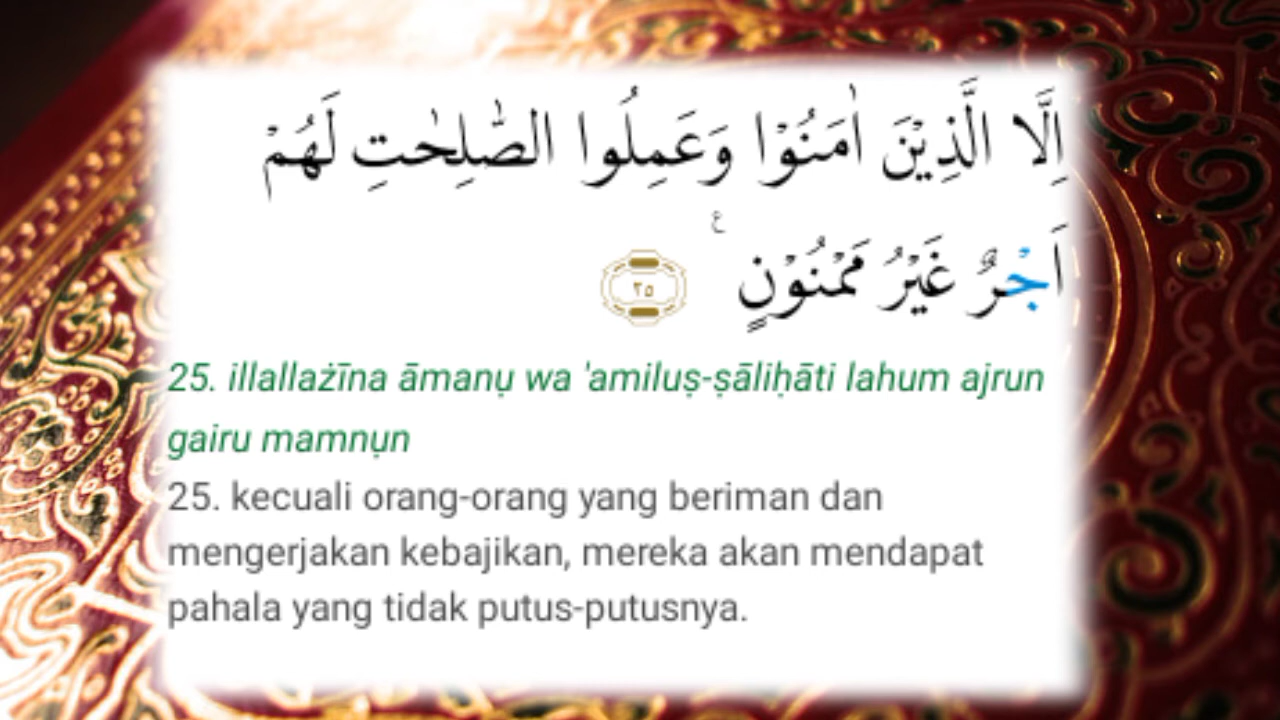 اِلَّا الَّذِيْنَ اٰمَنُوْا وَعَمِلُوا الصّٰلِحٰتِ لَهُمْ
اَجْرٌ غَيْرُ مَمْنُوْنٍ �ࣖ ٢٥
25. illallażīna āmanụ wa 'amiluṣ-ṣāliḥāti lahum ajrun
gairu mamnụn
25. kecuali orang-orang yang beriman dan
mengerjakan kebajikan, mereka akan mendapat
pahala yang tidak putus-putusnya.